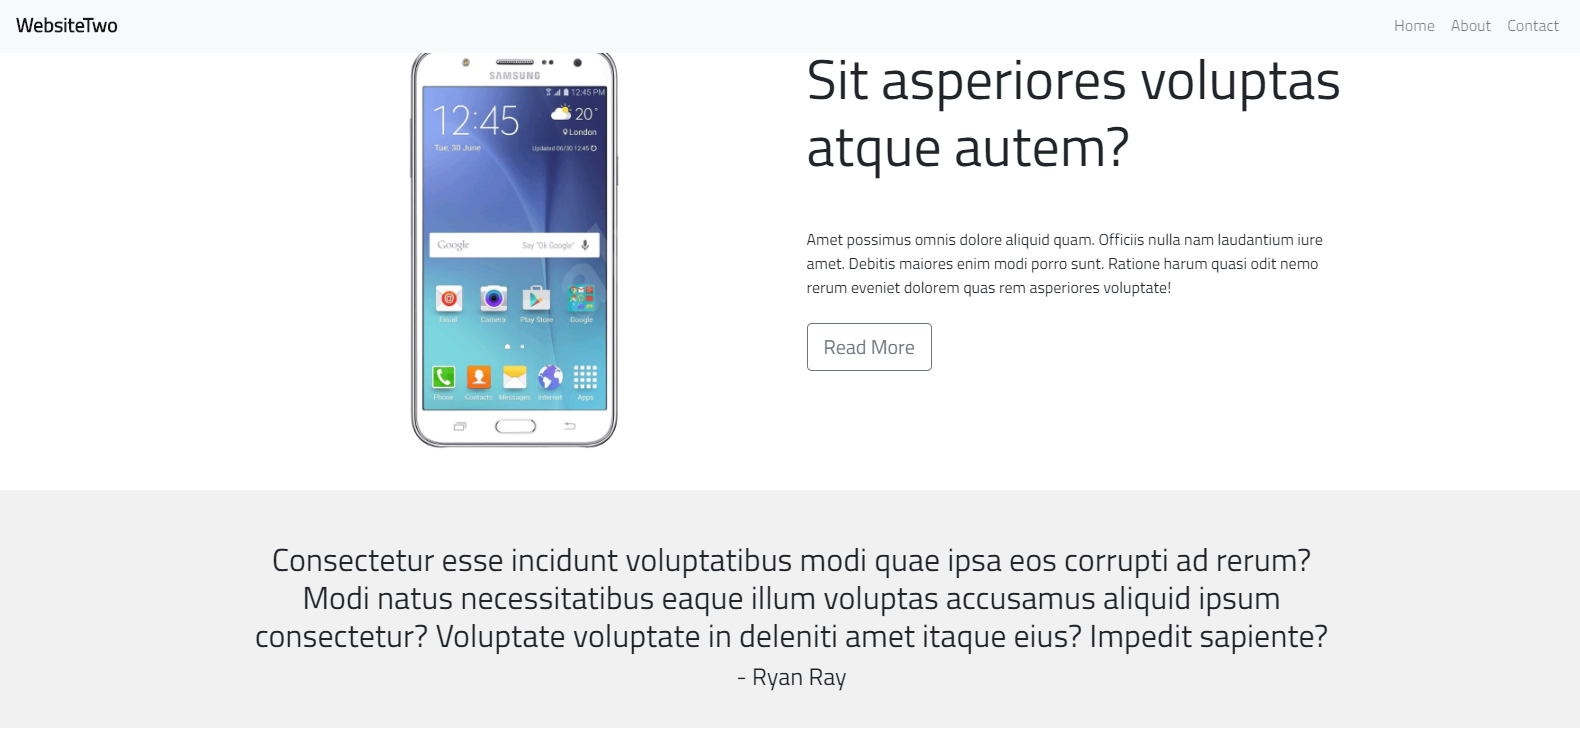 WebsiteTwo
Home About Contact
SAMSUNG
12:45 PM
12:45
20°
London
Tue, 30 June
Updated 06/30 12:45
Google Say "Ok Google"
Email Camera Play Store Google
Phone Contacts Messages Internet Apps
Sit asperiores voluptas
atque autem?
Amet possimus omnis dolore aliquid quam. Officiis nulla nam laudantium iure
amet. Debitis maiores enim modi porro sunt. Ratione harum quasi odit nemo
rerum eveniet dolorem quas rem asperiores voluptate!
Read More
Consectetur esse incidunt voluptatibus modi quae ipsa eos corrupti ad rerum?
Modi natus necessitatibus eaque illum voluptas accusamus aliquid ipsum
consectetur? Voluptate voluptate in deleniti amet itaque eius? Impedit sapiente?
- Ryan Ray